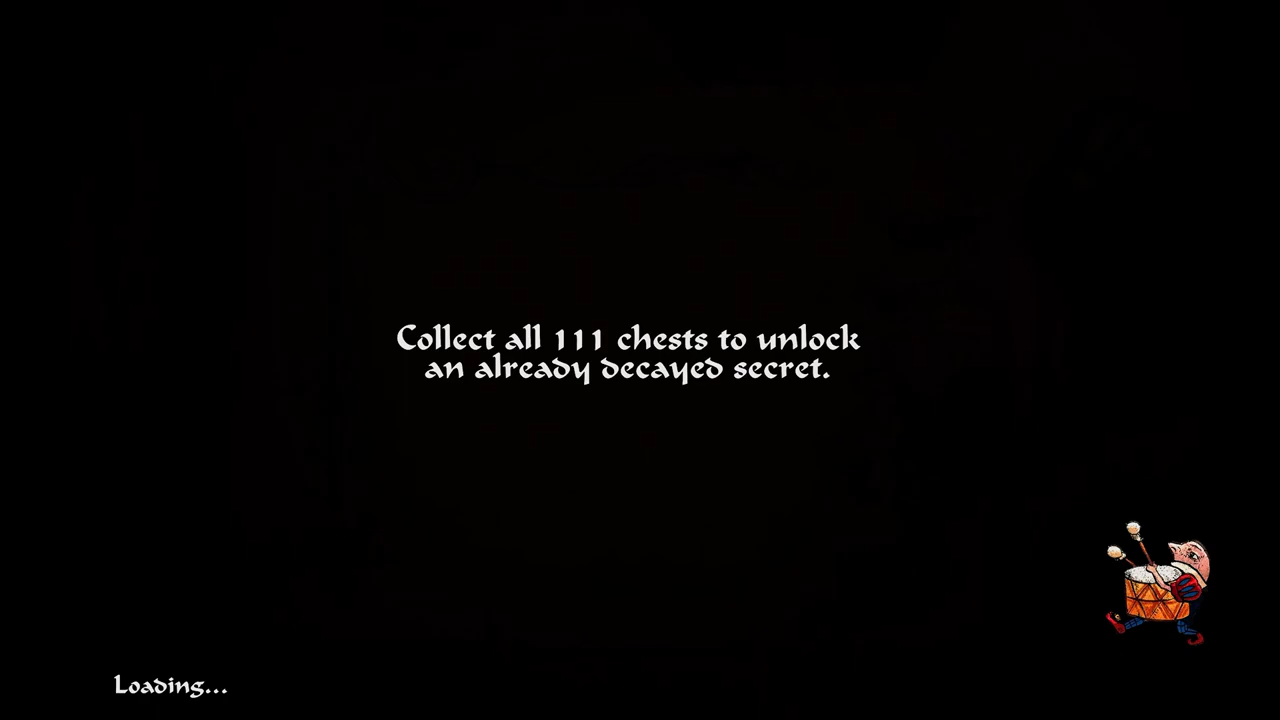 Collect all 111 chests to unlock
an already decayed secret.
Loading...